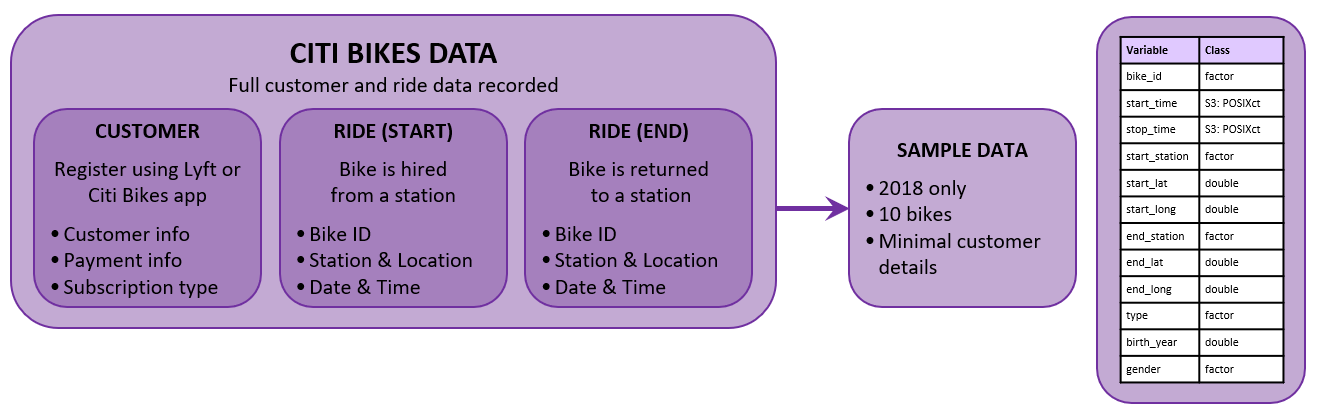 CITI BIKES DATA
Full customer and ride data recorded
CUSTOMER
Register using Lyft or
Citi Bikes app
• Customer info
• Payment info
• Subscription type
RIDE (START)
Bike is hired
from a station
• Bike ID
• Station & Location
• Date & Time
RIDE (END)
Bike is returned
to a station
• Bike ID
• Station & Location
• Date & Time
SAMPLE DATA
• 2018 only
• 10 bikes
• Minimal customer
details
Variable Class
bike_id factor
start_time S3: POSIXct
stop_time S3: POSIXct
start_station factor
start_lat double
start_long double
end_station factor
end_lat double
end_long double
type factor
birth_year double
gender factor